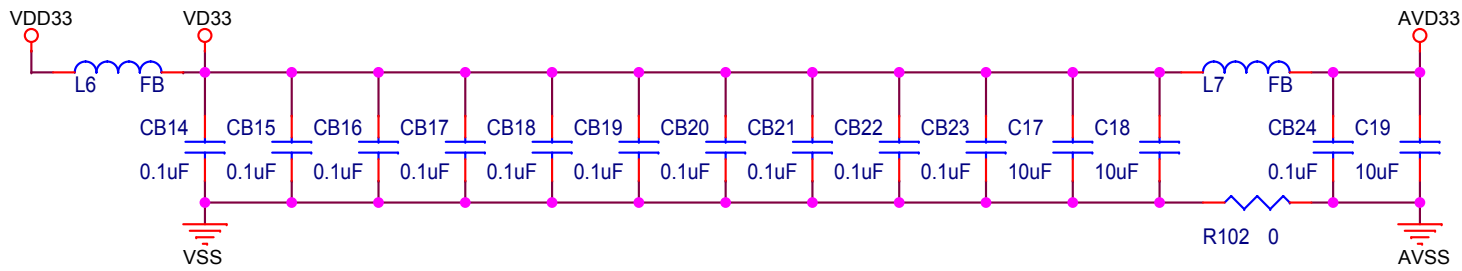 VDD33 VD33 AVD33
L6 FB L7 FB
CB14 CB15 CB16 CB17 CB18 CB19 CB20 CB21 CB22 CB23 C17 C18 CB24 C19
0.1uF 0.1uF 0.1uF 0.1uF 0.1uF 0.1uF 0.1uF 0.1uF 0.1uF 0.1uF 10uF 10uF 0.1uF 10uF
R102 0
VSS AVSS